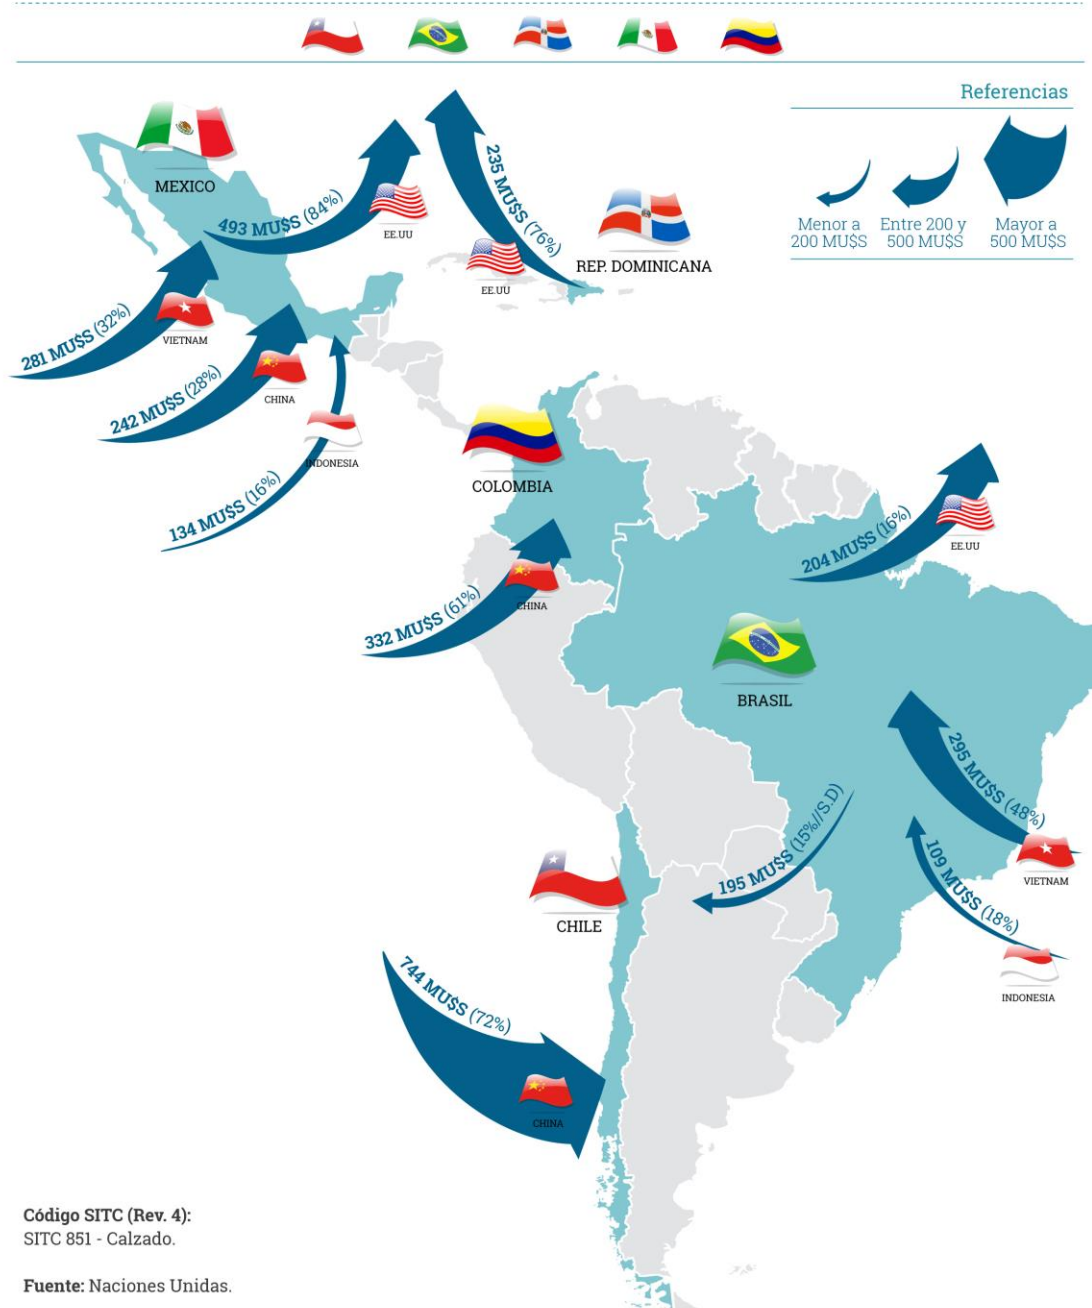 Referencias
Menor a
200 MU$S
Entre 200 y
500 MU$S
Mayor a
500 MU$S
MEXICO
493 MU$S (84%)
EE.UU
235 MU$S (76%)
EE.UU
REP. DOMINICANA
281 MU$S (32%)
VIETNAM
242 MU$S (28%)
CHINA
134 MU$S (16%)
INDONESIA
COLOMBIA
332 MU$S (61%)
CHINA
204 MU$S (16%)
EE.UU
BRASIL
295 MU$S (48%)
VIETNAM
109 MU$S (18%)
INDONESIA
195 MU$S (15%//S.D)
CHILE
744 MU$S (72%)
CHINA
Código SITC (Rev. 4):
SITC 851 - Calzado.
Fuente: Naciones Unidas.